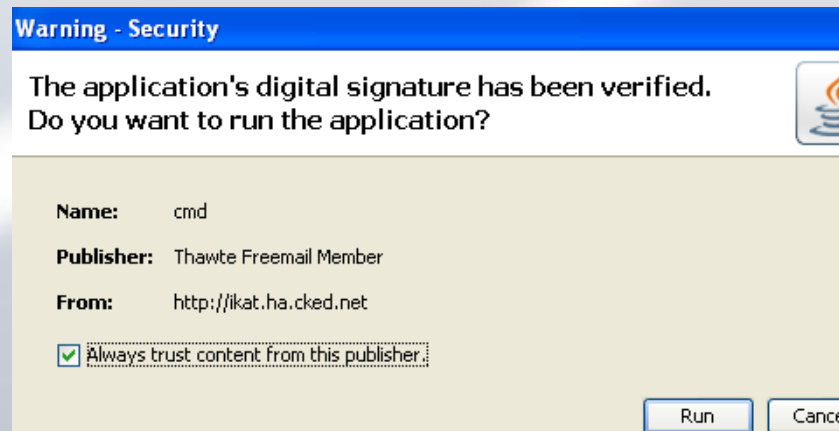 Warning - Security
The application's digital signature has been verified.
Do you want to run the application?
Name: cmd
Publisher: Thawte Freemail Member
From: http://ikat.ha.cked.net
Always trust content from this publisher.
Run Cance